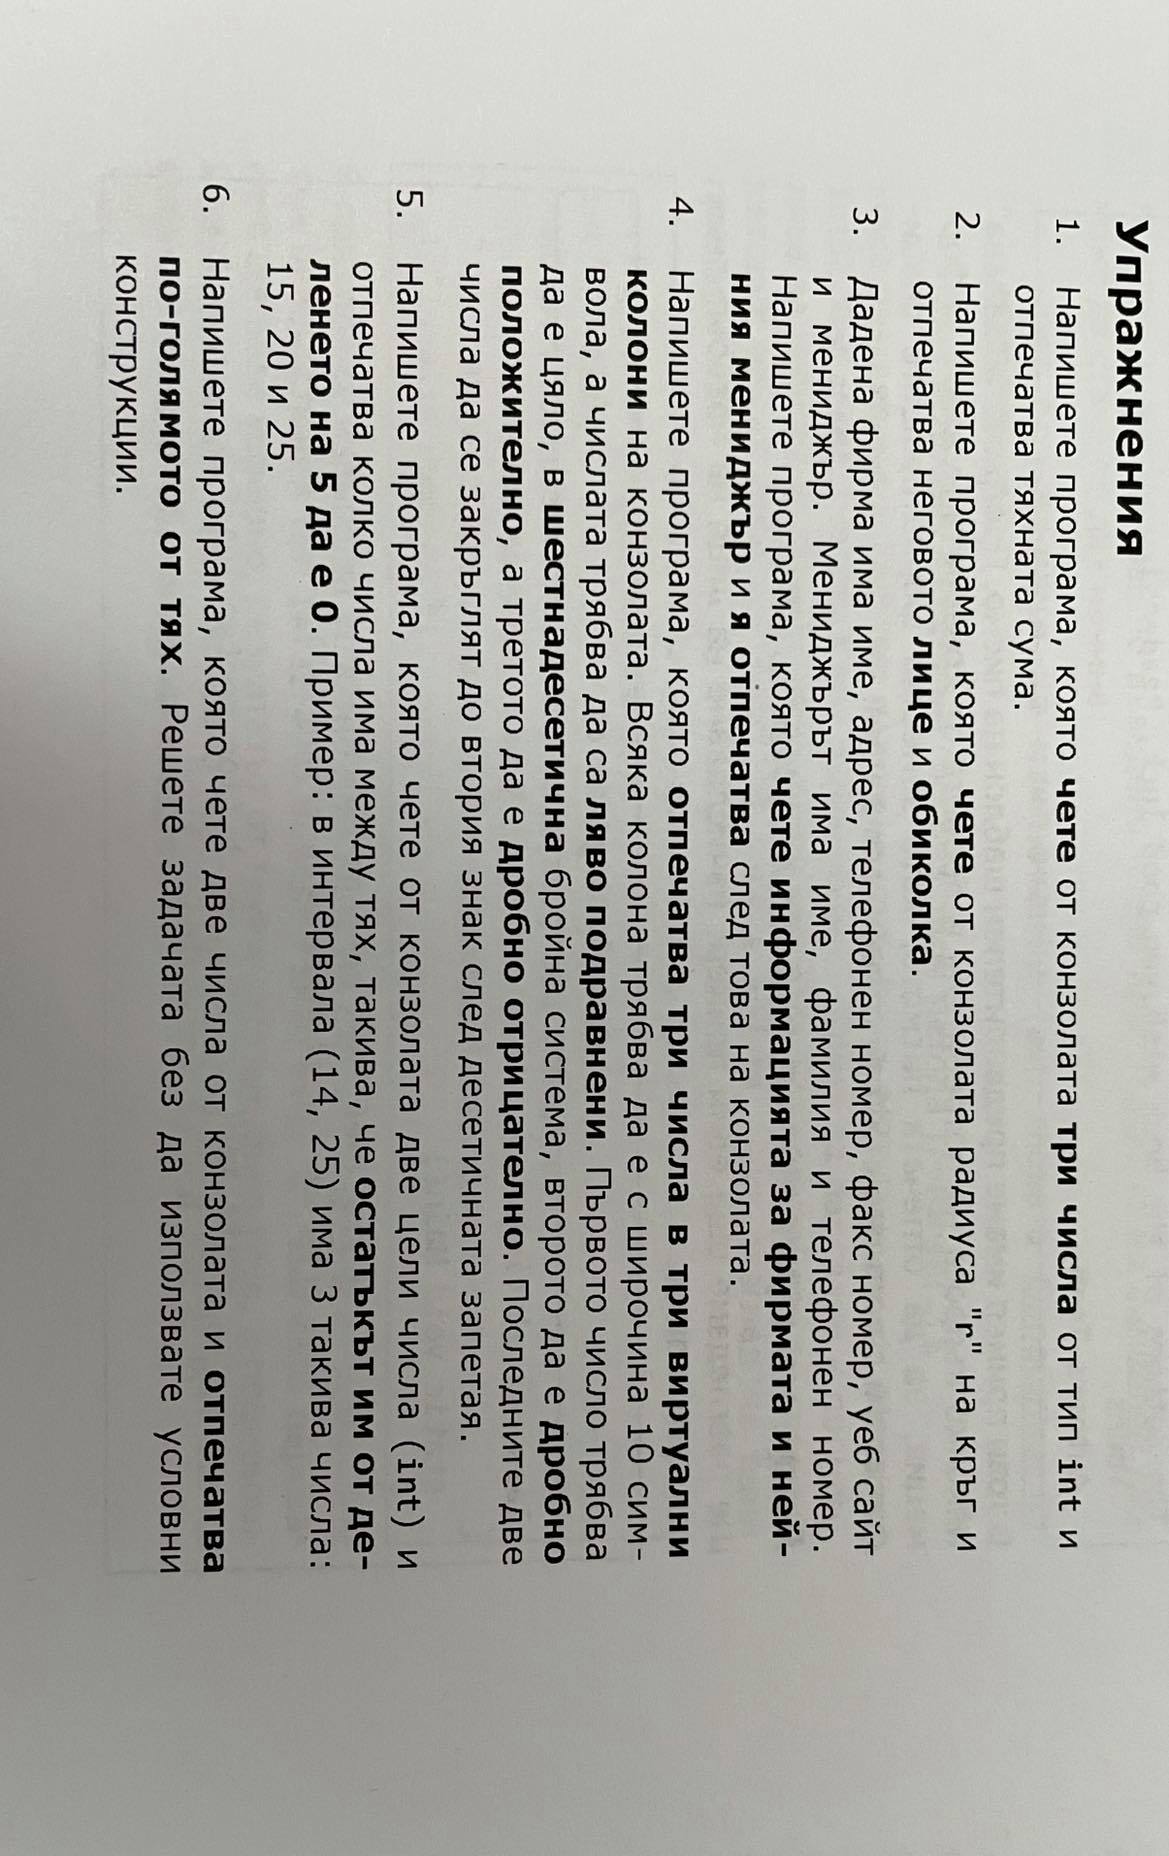 Упражнения
1. Напишете програма, която чете от конзолата три числа от тип int и
отпечатва тяхната сума.
2. Напишете програма, която чете от конзолата радиуса "r" на кръг и
отпечатва неговото лице и обиколка.
3. Дадена фирма има име, адрес, телефонен номер, факс номер, уеб сайт
и мениджър. Мениджърът има име, фамилия и телефонен номер.
Напишете програма, която чете информацията за фирмата и ней-
ния мениджър и я отпечатва след това на конзолата.
4. Напишете програма, която отпечатва три числа в три виртуални
колони на конзолата. Всяка колона трябва да е с широчина 10 сим-
вола, а числата трябва да са ляво подравнени. Първото число трябва
да е цяло, в шестнадесетична бройна система, второто да е дробно
положително, а третото да е дробно отрицателно. Последните две
числа да се закръглят до втория знак след десетичната запетая.
5. Напишете програма, която чете от конзолата две цели числа (int) и
отпечатва колко числа има между тях, такива, че остатъкът им от де-
ленето на 5 да е 0. Пример: в интервала (14, 25) има 3 такива числа:
15, 20 и 25.
6. Напишете програма, която чете две числа от конзолата и отпечатва
по-голямото от тях. Решете задачата без да използвате условни
конструкции.